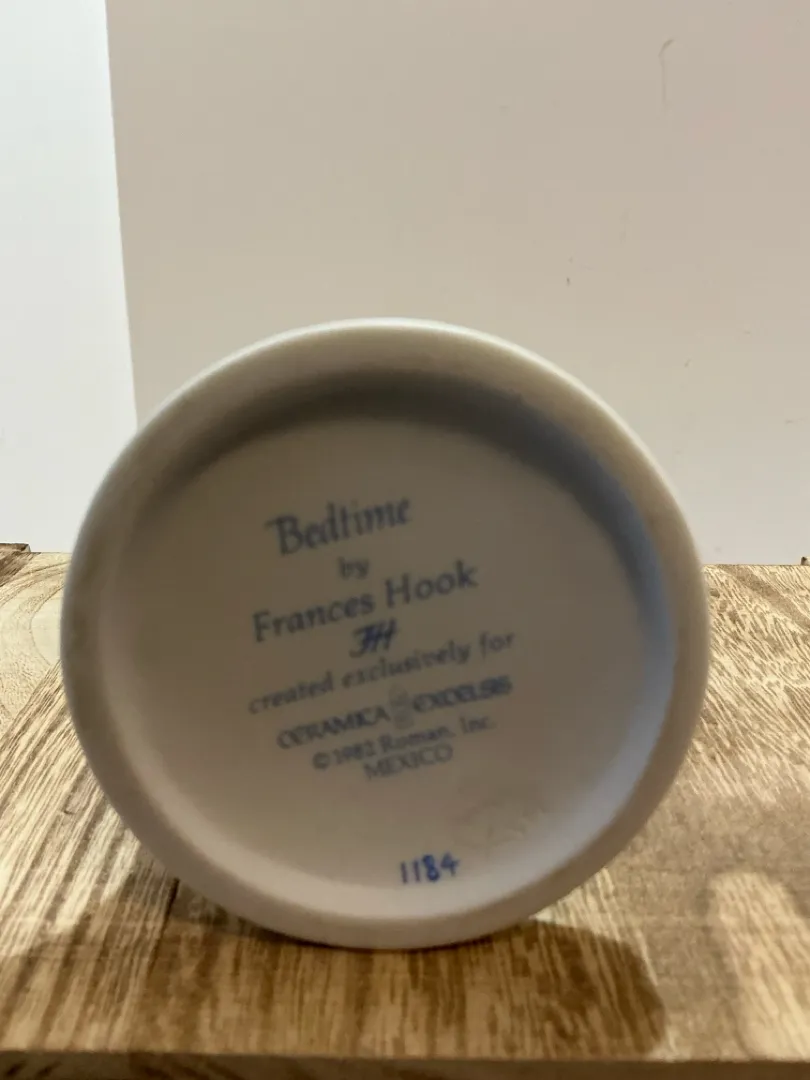 Bedtime
by
Frances Hook
FH
created exclusively for
CERAMICA EXCELSIS
©1982 Roman, Inc.
MEXICO
1184